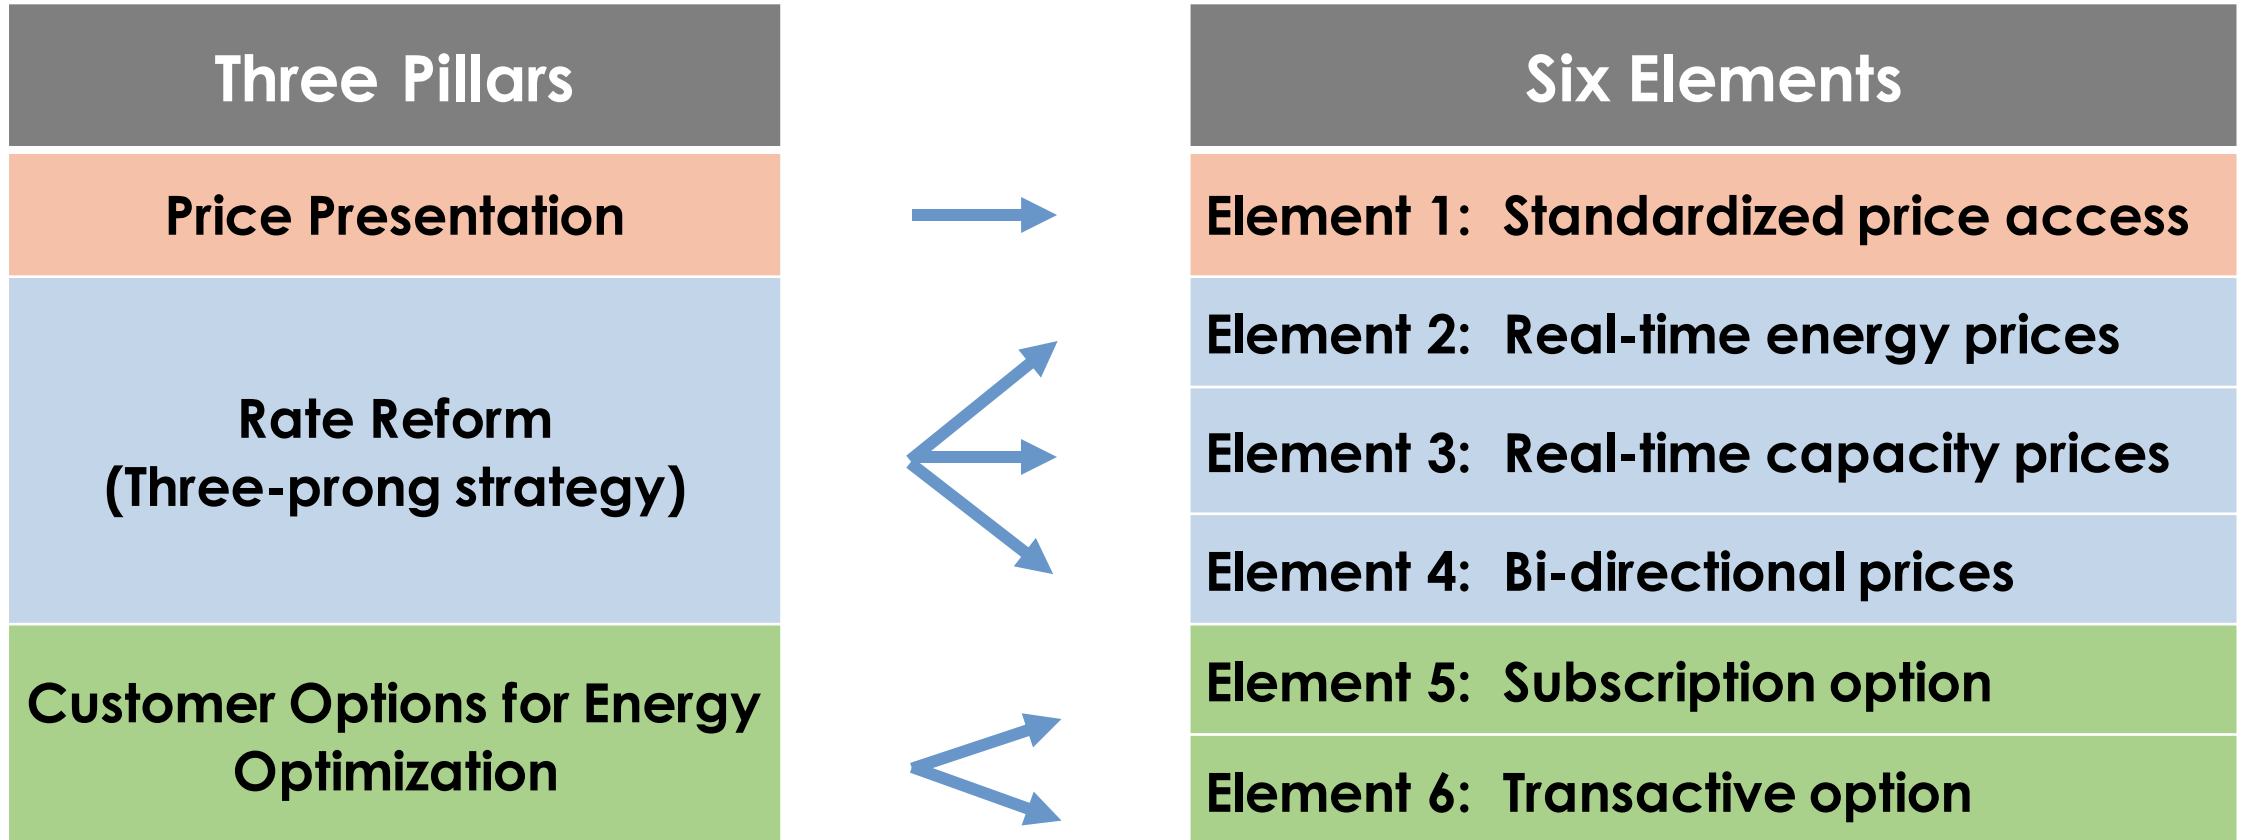 Three Pillars
Six Elements
Price Presentation
Element 1: Standardized price access
Rate Reform
(Three-prong strategy)
Element 2: Real-time energy prices
Element 3: Real-time capacity prices
Element 4: Bi-directional prices
Customer Options for Energy
Optimization
Element 5: Subscription option
Element 6: Transactive option